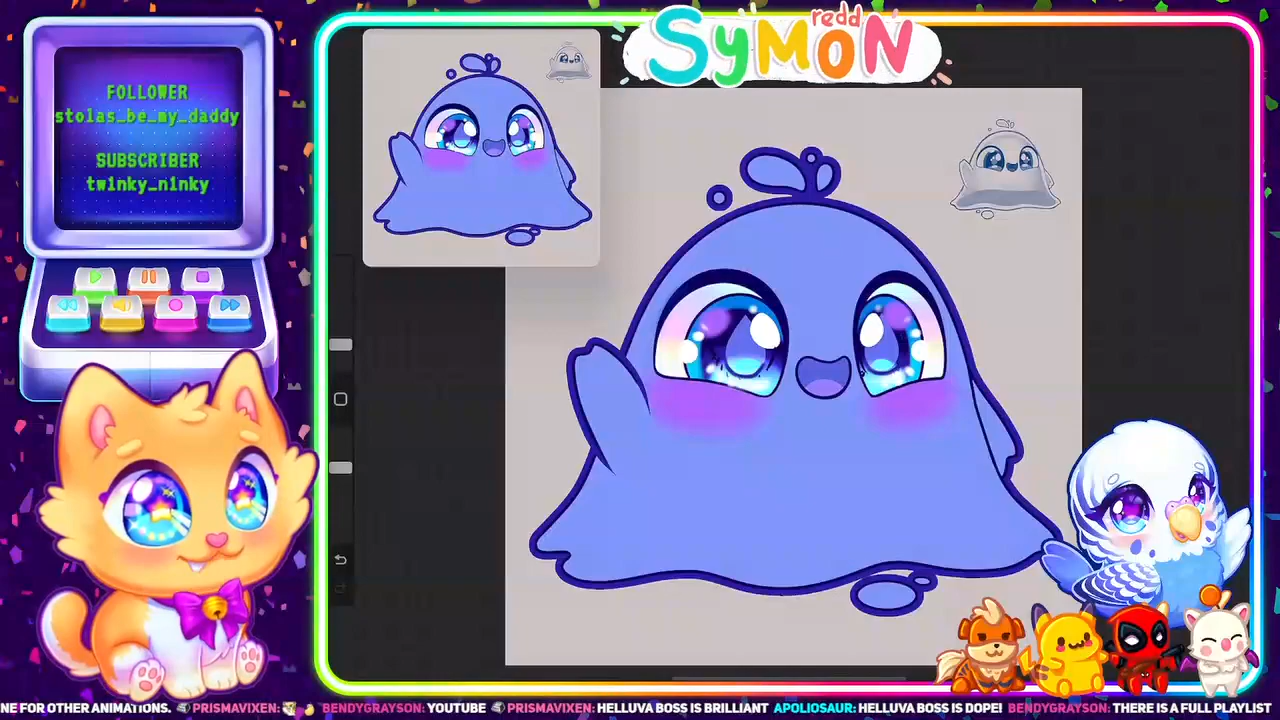 redd
SYMON
FOLLOWER
stolas_be_my_daddy
SUBSCRIBER
tw1nky_n1nky
NE FOR OTHER ANIMATIONS. PRISMAVIXEN: BENDYGRAYSON: YOUTUBE PRISMAVIXEN: HELLUVA BOSS IS BRILLIANT APOLIOSAUR: HELLUVA BOSS IS DOPE! BENDYGRAYSON: THERE IS A FULL PLAYLIST